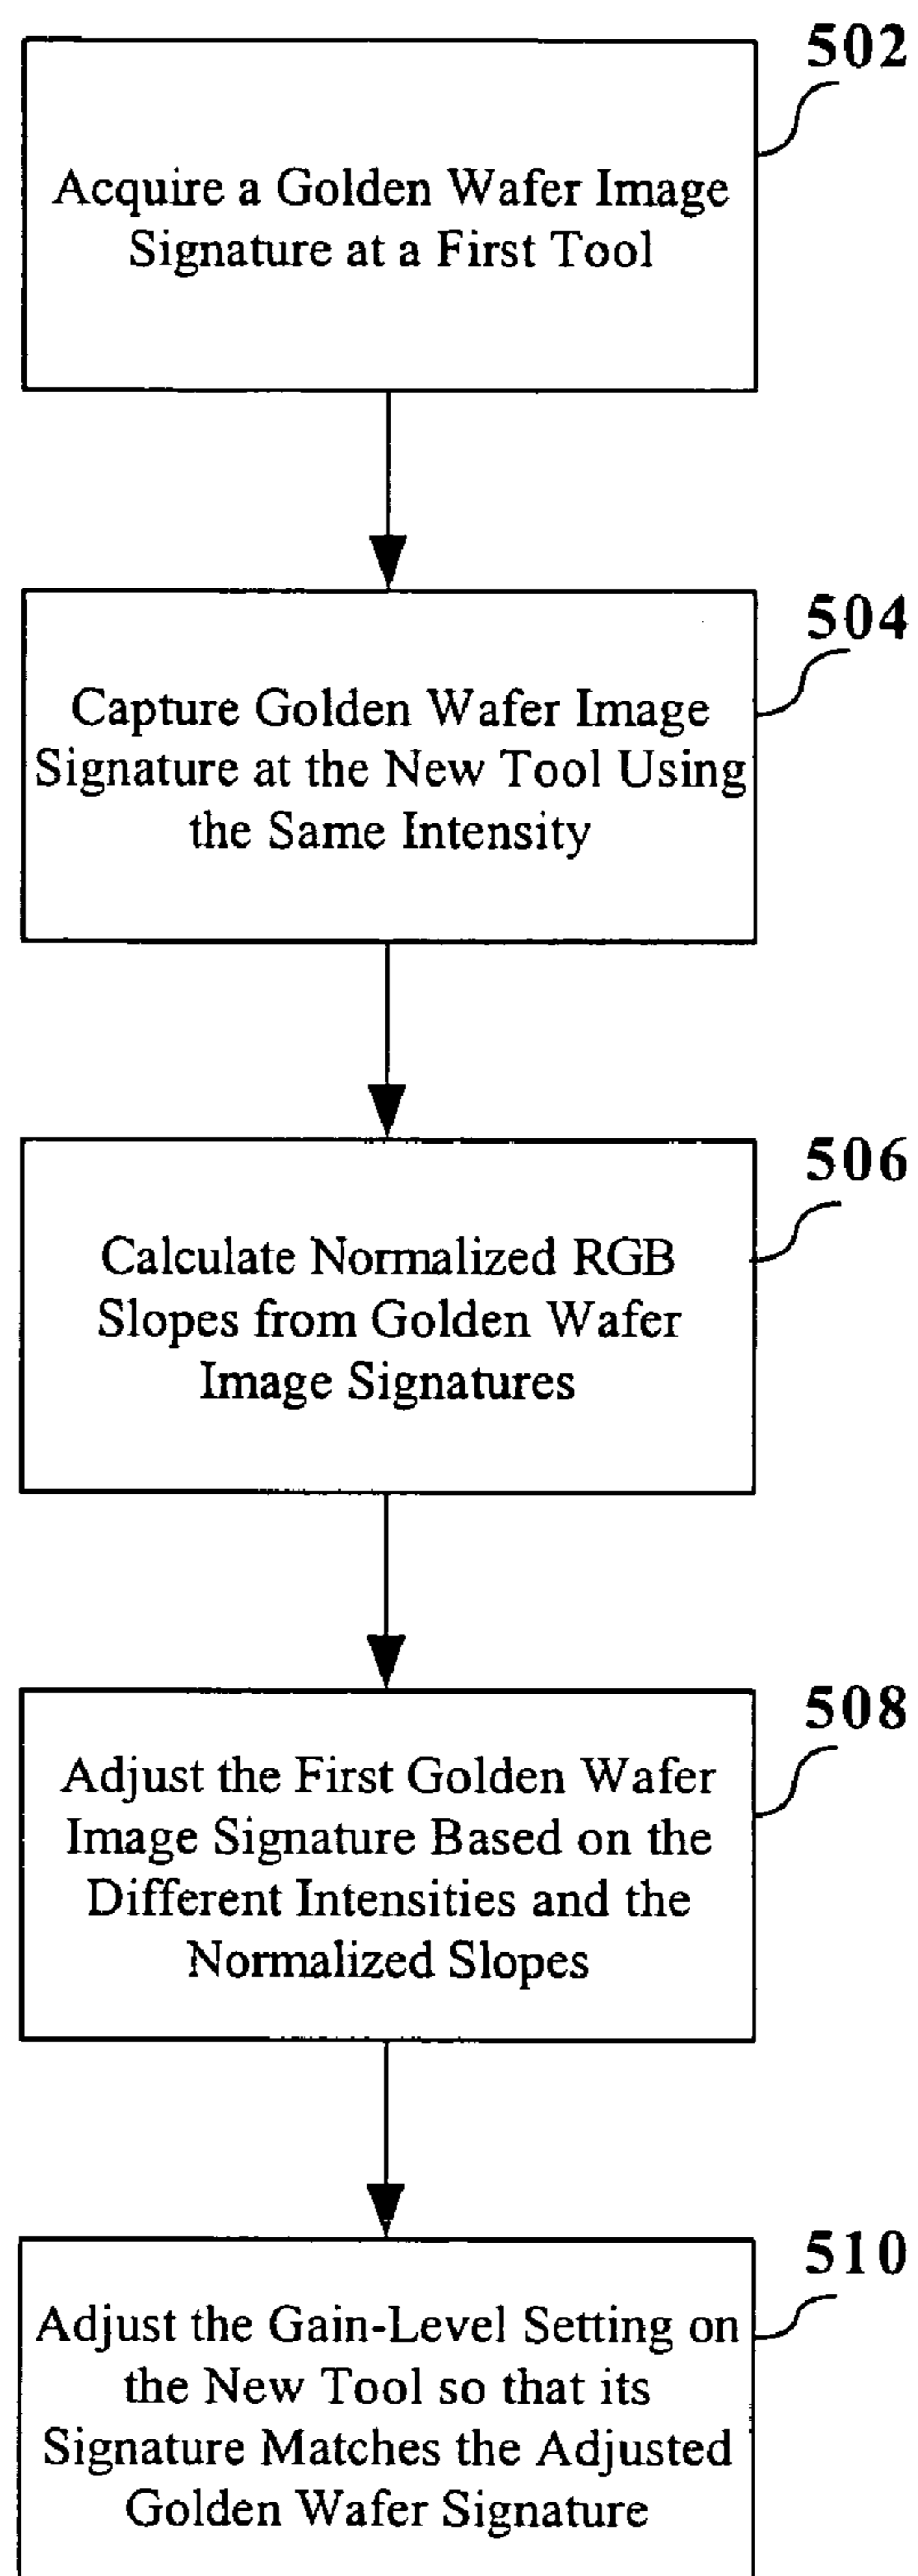 502
Acquire a Golden Wafer Image
Signature at a First Tool
504
Capture Golden Wafer Image
Signature at the New Tool Using
the Same Intensity
506
Calculate Normalized RGB
Slopes from Golden Wafer
Image Signatures
508
Adjust the First Golden Wafer
Image Signature Based on the
Different Intensities and the
Normalized Slopes
510
Adjust the Gain-Level Setting on
the New Tool so that its
Signature Matches the Adjusted
Golden Wafer Signature